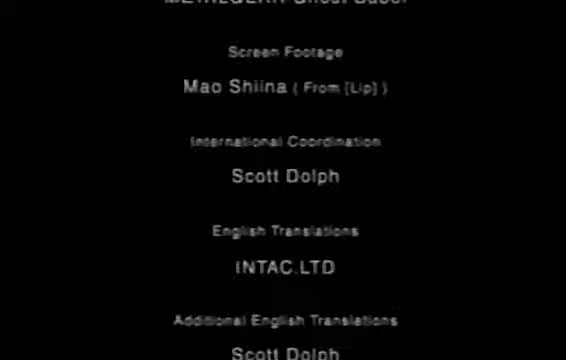 Screen Footage
Mao Shiina ( From [Lip] )
International Coordination
Scott Dolph
English Translations
INTAC.LTD
Additional English Translations
Scott Dolph